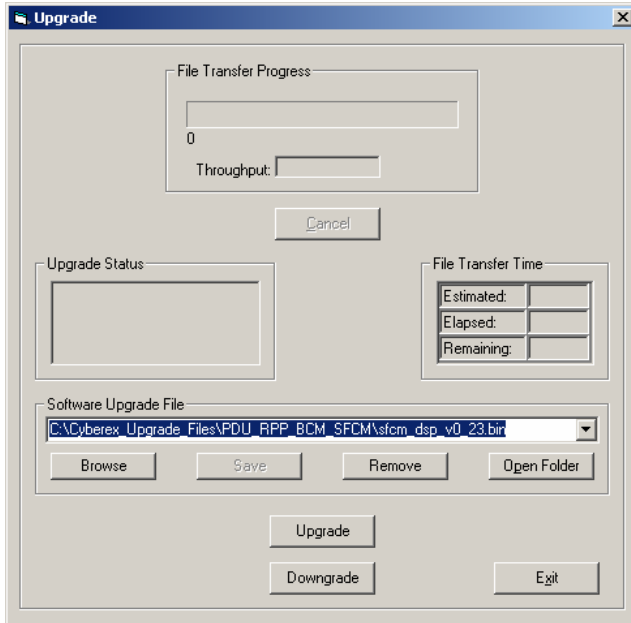 Upgrade
File Transfer Progress
0
Throughput:
Cancel
Upgrade Status
File Transfer Time
Estimated:
Elapsed:
Remaining:
Software Upgrade File
C:\Cyberex_Upgrade_Files\PDU_RPP_BCM_SFCM\sfcm_dsp_v0_23.bin
Browse Save Remove Open Folder
Upgrade
Downgrade Exit